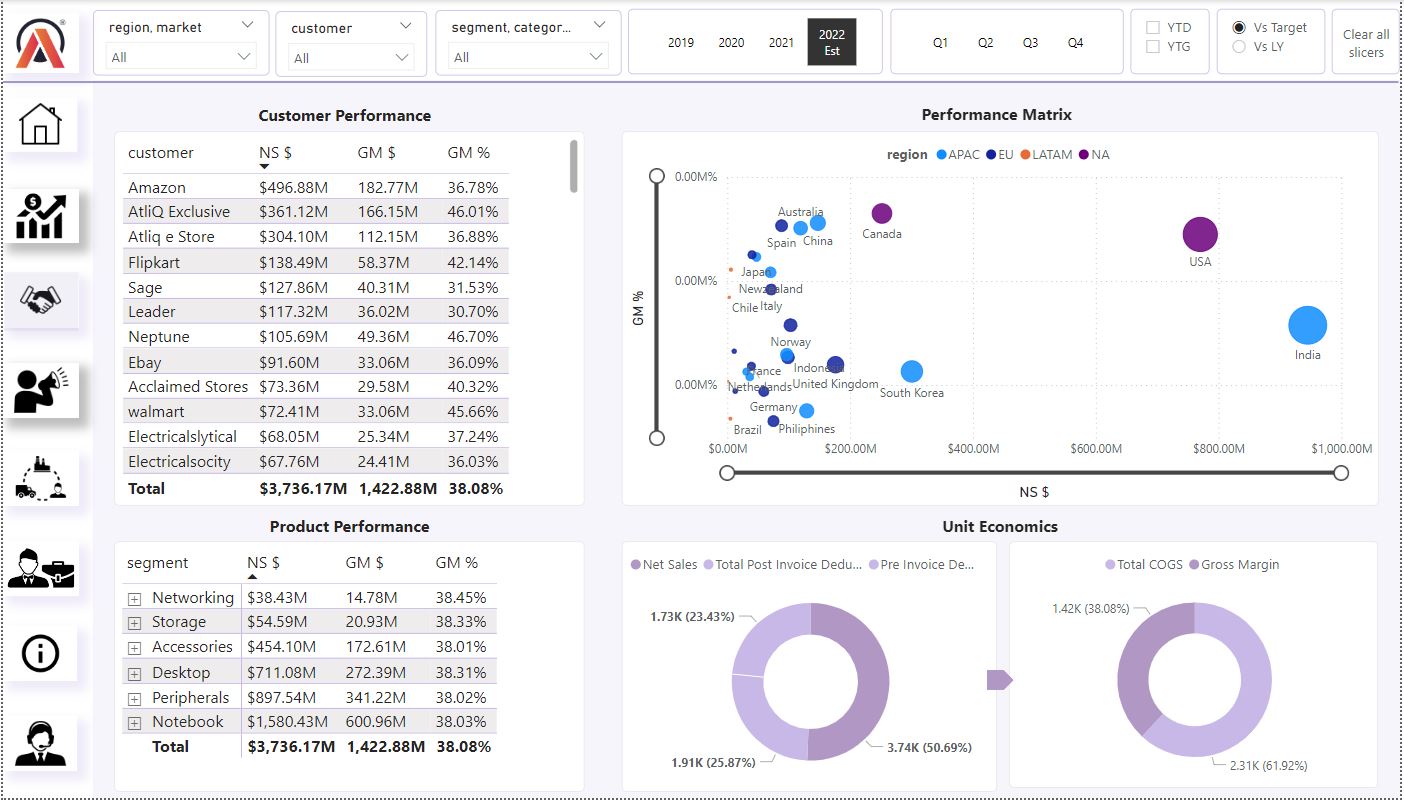 region, market
All
customer
All
segment, categor...
All
2019 2020 2021 2022 Est
Q1 Q2 Q3 Q4
YTD
YTG
Vs Target
Vs LY
Clear all slicers
Customer Performance
customer NS $ GM $ GM %
Amazon $496.88M 182.77M 36.78%
AtliQ Exclusive $361.12M 166.15M 46.01%
Atliq e Store $304.10M 112.15M 36.88%
Flipkart $138.49M 58.37M 42.14%
Sage $127.86M 40.31M 31.53%
Leader $117.32M 36.02M 30.70%
Neptune $105.69M 49.36M 46.70%
Ebay $91.60M 33.06M 36.09%
Acclaimed Stores $73.36M 29.58M 40.32%
walmart $72.41M 33.06M 45.66%
Electricalslytical $68.05M 25.34M 37.24%
Electricalsocity $67.76M 24.41M 36.03%
Total $3,736.17M 1,422.88M 38.08%
Performance Matrix
region APAC EU LATAM NA
0.00M%
0.00M%
0.00M%
GM %
Australia
Spain China
Canada
USA
Japan
New Zealand
Chile Italy
Norway
India
Indonesia
France
Netherlands United Kingdom
South Korea
Germany
Brazil Philiphines
$0.00M $200.00M $400.00M $600.00M $800.00M $1,000.00M
NS $
Product Performance
segment NS $ GM $ GM %
Networking $38.43M 14.78M 38.45%
Storage $54.59M 20.93M 38.33%
Accessories $454.10M 172.61M 38.01%
Desktop $711.08M 272.39M 38.31%
Peripherals $897.54M 341.22M 38.02%
Notebook $1,580.43M 600.96M 38.03%
Total $3,736.17M 1,422.88M 38.08%
Unit Economics
Net Sales Total Post Invoice Dedu... Pre Invoice De...
1.73K (23.43%)
3.74K (50.69%)
1.91K (25.87%)
Total COGS Gross Margin
1.42K (38.08%)
2.31K (61.92%)